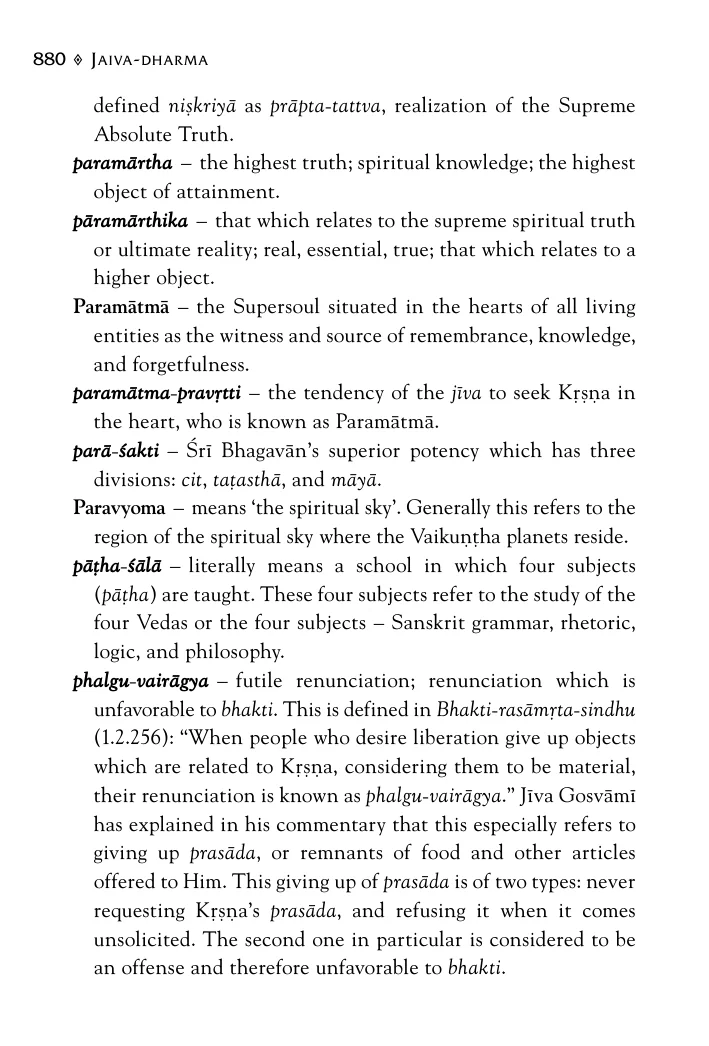 880 ◊ JAIVA-DHARMA
defined niṣkriyā as prāpta-tattva, realization of the Supreme
Absolute Truth.
paramārtha – the highest truth; spiritual knowledge; the highest
object of attainment.
pāramārthika – that which relates to the supreme spiritual truth
or ultimate reality; real, essential, true; that which relates to a
higher object.
Paramātmā – the Supersoul situated in the hearts of all living
entities as the witness and source of remembrance, knowledge,
and forgetfulness.
paramātma-pravṛtti – the tendency of the jīva to seek Kṛṣṇa in
the heart, who is known as Paramātmā.
parā-śakti – Śrī Bhagavān’s superior potency which has three
divisions: cit, taṭasthā, and māyā.
Paravyoma – means ‘the spiritual sky’. Generally this refers to the
region of the spiritual sky where the Vaikuṇṭha planets reside.
pāṭha-śālā – literally means a school in which four subjects
(pāṭha) are taught. These four subjects refer to the study of the
four Vedas or the four subjects – Sanskrit grammar, rhetoric,
logic, and philosophy.
phalgu-vairāgya – futile renunciation; renunciation which is
unfavorable to bhakti. This is defined in Bhakti-rasāmṛta-sindhu
(1.2.256): “When people who desire liberation give up objects
which are related to Kṛṣṇa, considering them to be material,
their renunciation is known as phalgu-vairāgya.” Jīva Gosvāmī
has explained in his commentary that this especially refers to
giving up prasāda, or remnants of food and other articles
offered to Him. This giving up of prasāda is of two types: never
requesting Kṛṣṇa’s prasāda, and refusing it when it comes
unsolicited. The second one in particular is considered to be
an offense and therefore unfavorable to bhakti.